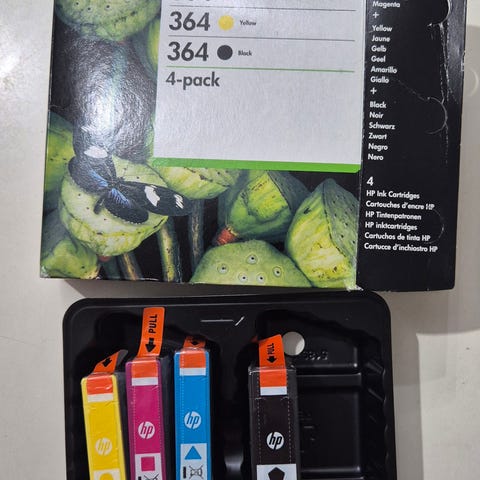 364 Yellow
364 Black
4-pack
Magenta
+
Yellow
Jaune
Gelb
Geel
Amarillo
Giallo
+
Black
Noir
Schwarz
Zwart
Negro
Nero
4
HP Ink Cartridges
Cartouches d'encre HP
HP Tintenpatronen
HP inktcartridges
Cartuchos de tinta HP
Cartucce d'inchiostro HP
PULL
PULL
hp
hp
hp
hp